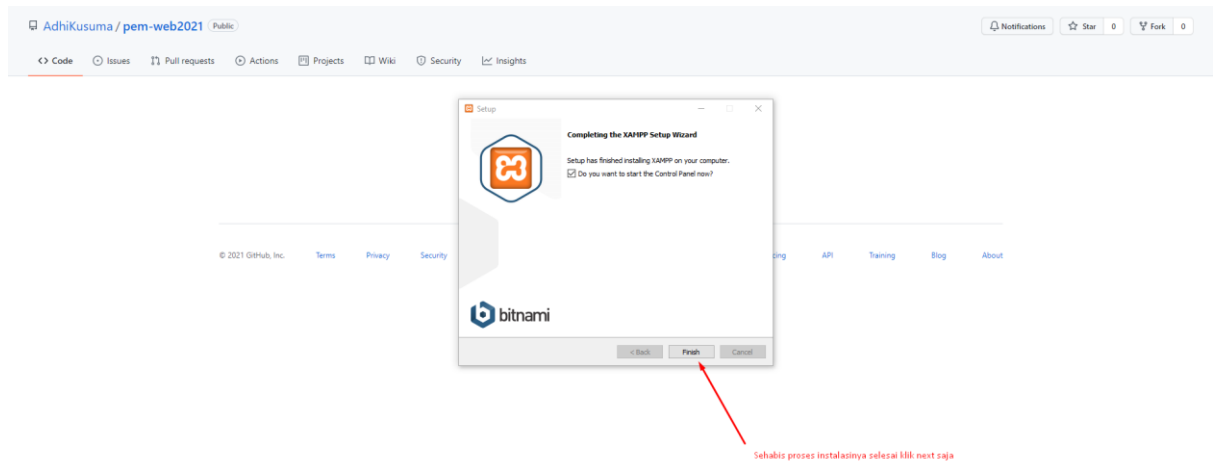 AdhiKusuma / pem-web2021 Public
Notifications Star 0 Fork 0
Code Issues Pull requests Actions Projects Wiki Security Insights
Setup
Completing the XAMPP Setup Wizard
Setup has finished installing XAMPP on your computer.
Do you want to start the Control Panel now?
© 2021 GitHub, Inc. Terms Privacy Security
API Training Blog About
bitnami
< Back Finish Cancel
Sehabis proses instalasinya selesai klik next saja